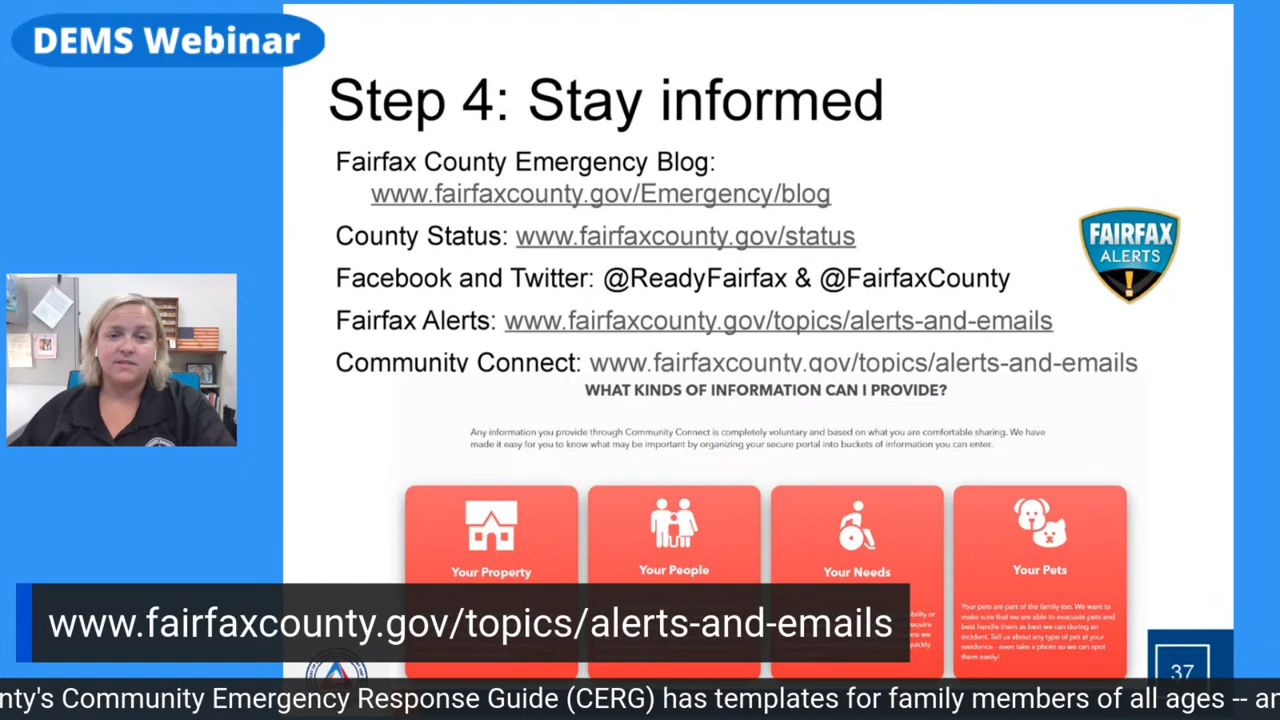 DEMS Webinar
Step 4: Stay informed
Fairfax County Emergency Blog:
www.fairfaxcounty.gov/Emergency/blog
County Status: www.fairfaxcounty.gov/status
Facebook and Twitter: @ReadyFairfax & @FairfaxCounty
Fairfax Alerts: www.fairfaxcounty.gov/topics/alerts-and-emails
Community Connect: www.fairfaxcounty.gov/topics/alerts-and-emails
FAIRFAX
ALERTS
WHAT KINDS OF INFORMATION CAN I PROVIDE?
Any information you provide through Community Connect is completely voluntary and based on what you are comfortable sharing. We have
made it easy for you to know what may be important by organizing your secure portal into buckets of information you can enter.
Your Property
Your People
Your Needs
Your Pets
bility or
equire
ns we
quickly
Your pets are part of the family too. We want to
make sure that we are able to evacuate pets and
best handle them as best we can during an
incident. Tell us about any type of pet at your
residence - even take a photo so we can spot
them easily!
www.fairfaxcounty.gov/topics/alerts-and-emails
37
nty's Community Emergency Response Guide (CERG) has templates for family members of all ages -- an